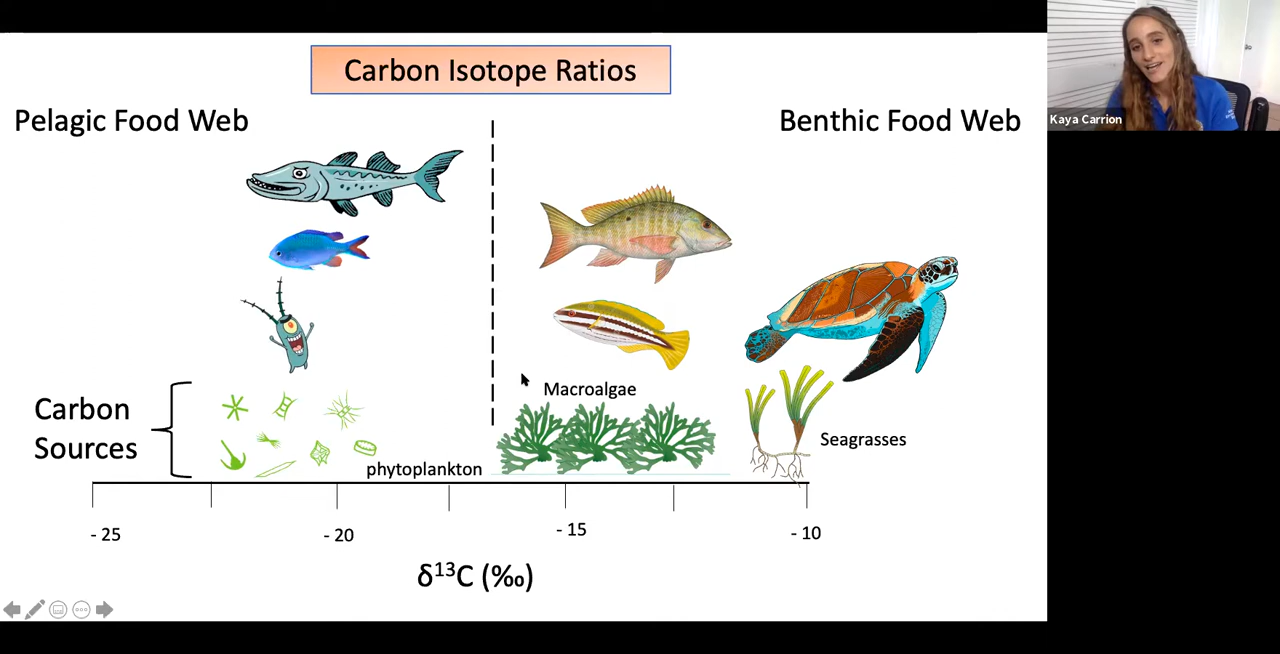 Carbon Isotope Ratios
Pelagic Food Web
Benthic Food Web
Kaya Carrion
Macroalgae
Carbon
Sources
Seagrasses
phytoplankton
- 25
- 20
- 15
- 10
δ¹³C (‰)